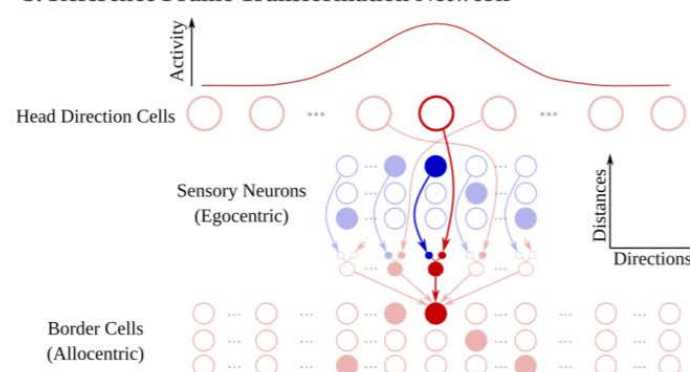 Activity
Head Direction Cells
...
...
Sensory Neurons
(Egocentric)
Distances
Directions
Border Cells
(Allocentric)